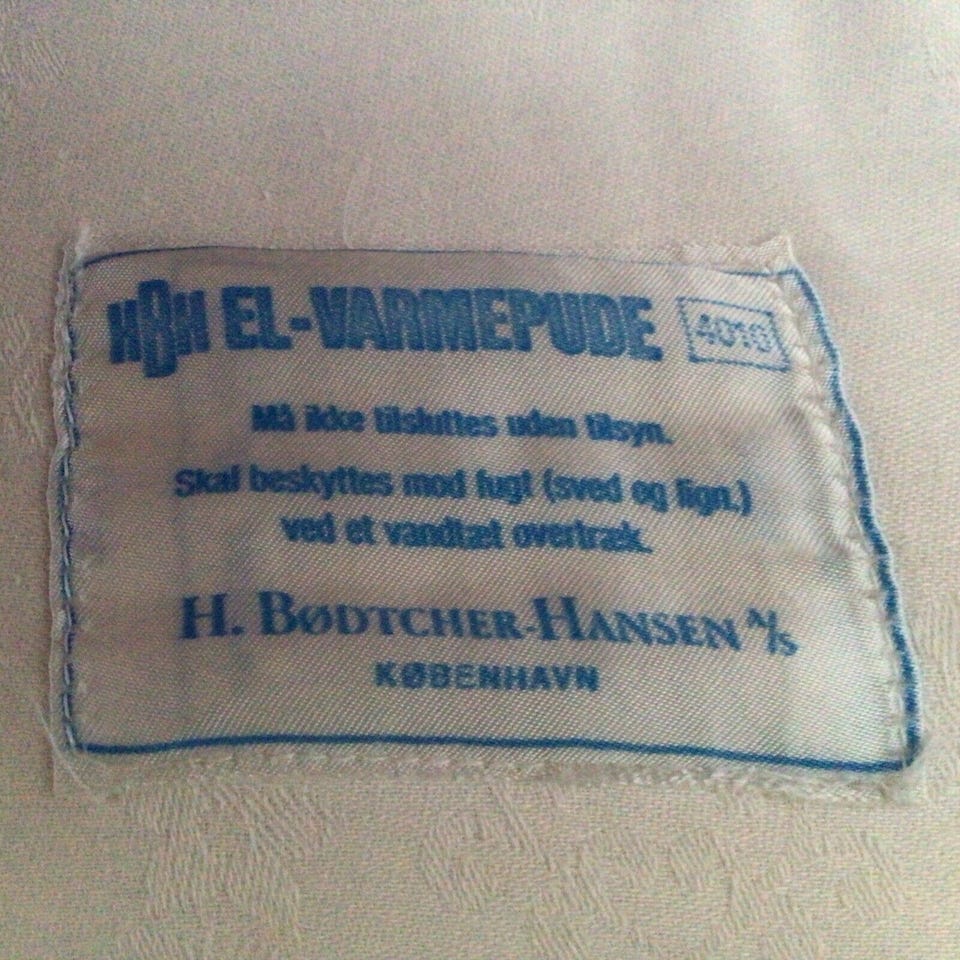 HBH EL-VARMEPUDE 4010
Må ikke tilsluttes uden tilsyn.
Skal beskyttes mod fugt (sved og lign.)
ved et vandtæt overtræk.
H. BØDTCHER-HANSEN A/S
KØBENHAVN